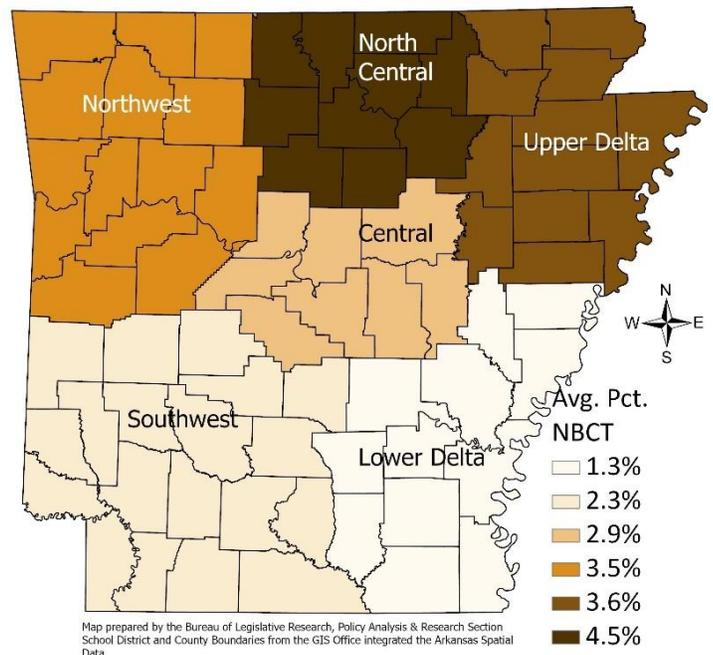 North
Central
Northwest
Upper Delta
Central
N
W E
S
Southwest
Lower Delta
Avg. Pct.
NBCT
1.3%
2.3%
2.9%
3.5%
3.6%
4.5%
Map prepared by the Bureau of Legislative Research, Policy Analysis & Research Section
School District and County Boundaries from the GIS Office integrated the Arkansas Spatial
Data